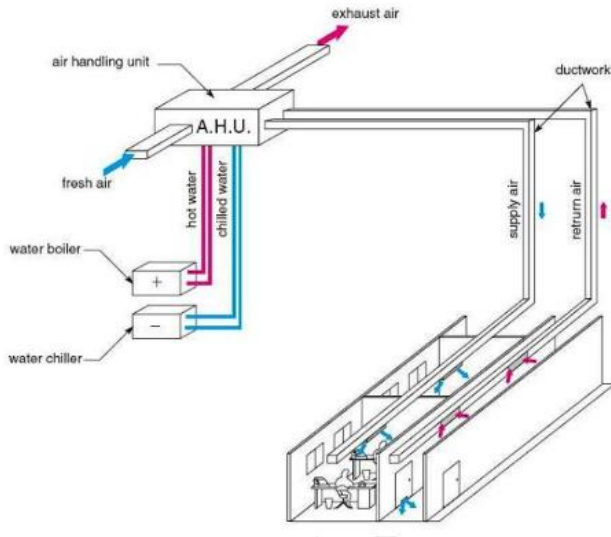 exhaust air
air handling unit
ductwork
A.H.U.
fresh air
hot water
chilled water
supply air
retrurn air
water boiler
+
−
water chiller